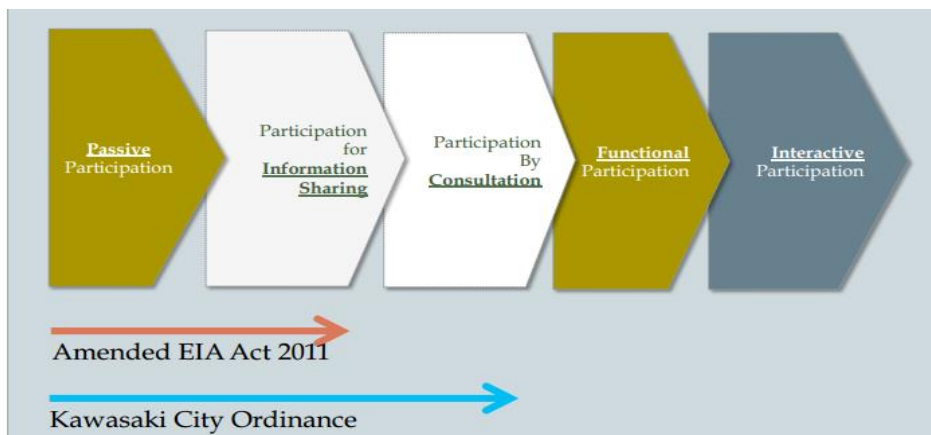 Passive
Participation
Participation
for
Information
Sharing
Participation
By
Consultation
Functional
Participation
Interactive
Participation
Amended EIA Act 2011
Kawasaki City Ordinance